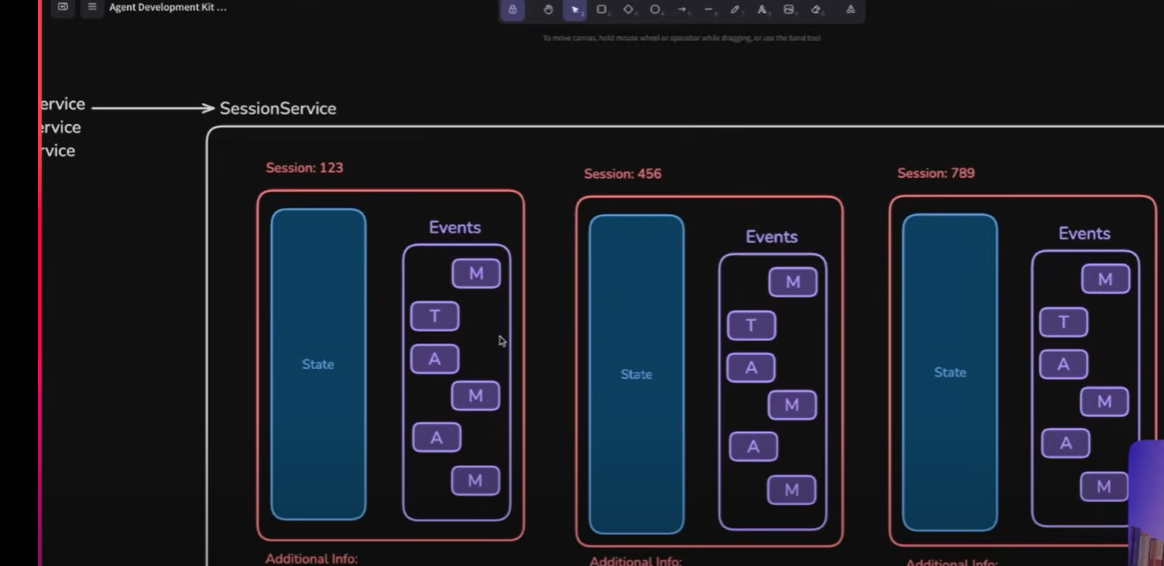 Agent Development Kit ...
To move canvas, hold mouse wheel or spacebar while dragging, or use the hand tool
ervice
ervice
rvice
SessionService
Session: 123
Session: 456
Session: 789
Events
Events
Events
M
M
M
T
T
T
A
A
A
State
State
State
M
M
M
A
A
A
M
M
M
Additional Info:
Additional Info:
Additional Info: